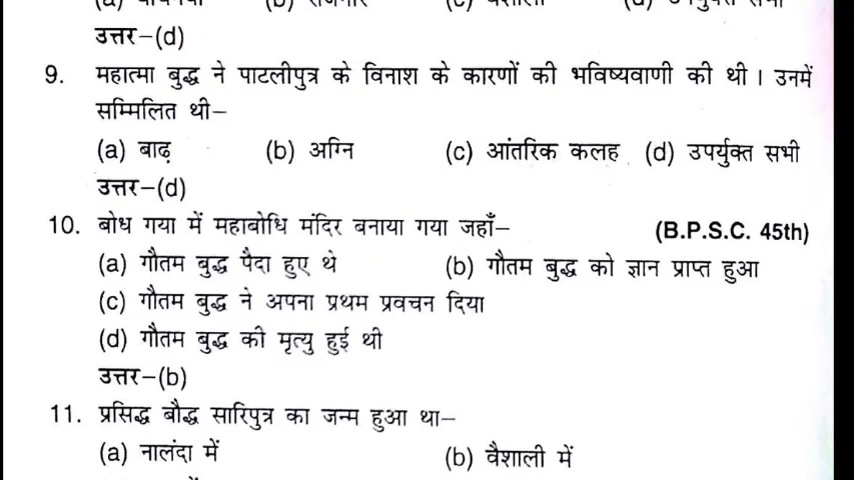 उत्तर–(d)
9. महात्मा बुद्ध ने पाटलीपुत्र के विनाश के कारणों की भविष्यवाणी की थी। उनमें
सम्मिलित थी–
(a) बाढ़ (b) अग्नि (c) आंतरिक कलह (d) उपर्युक्त सभी
उत्तर–(d)
10. बोध गया में महाबोधि मंदिर बनाया गया जहाँ– (B.P.S.C. 45th)
(a) गौतम बुद्ध पैदा हुए थे (b) गौतम बुद्ध को ज्ञान प्राप्त हुआ
(c) गौतम बुद्ध ने अपना प्रथम प्रवचन दिया
(d) गौतम बुद्ध की मृत्यु हुई थी
उत्तर–(b)
11. प्रसिद्ध बौद्ध सारिपुत्र का जन्म हुआ था–
(a) नालंदा में (b) वैशाली में